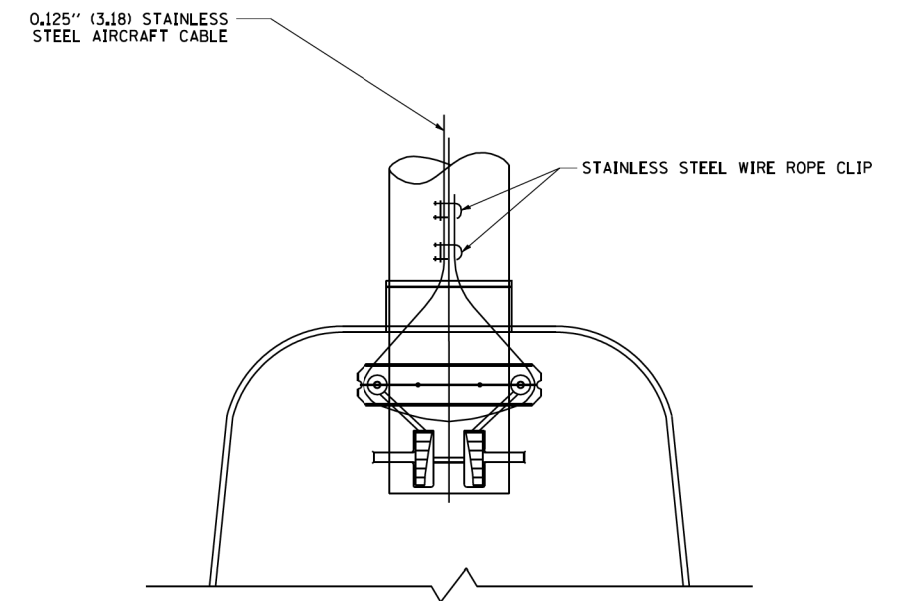 0.125'' (3.18) STAINLESS
STEEL AIRCRAFT CABLE
STAINLESS STEEL WIRE ROPE CLIP